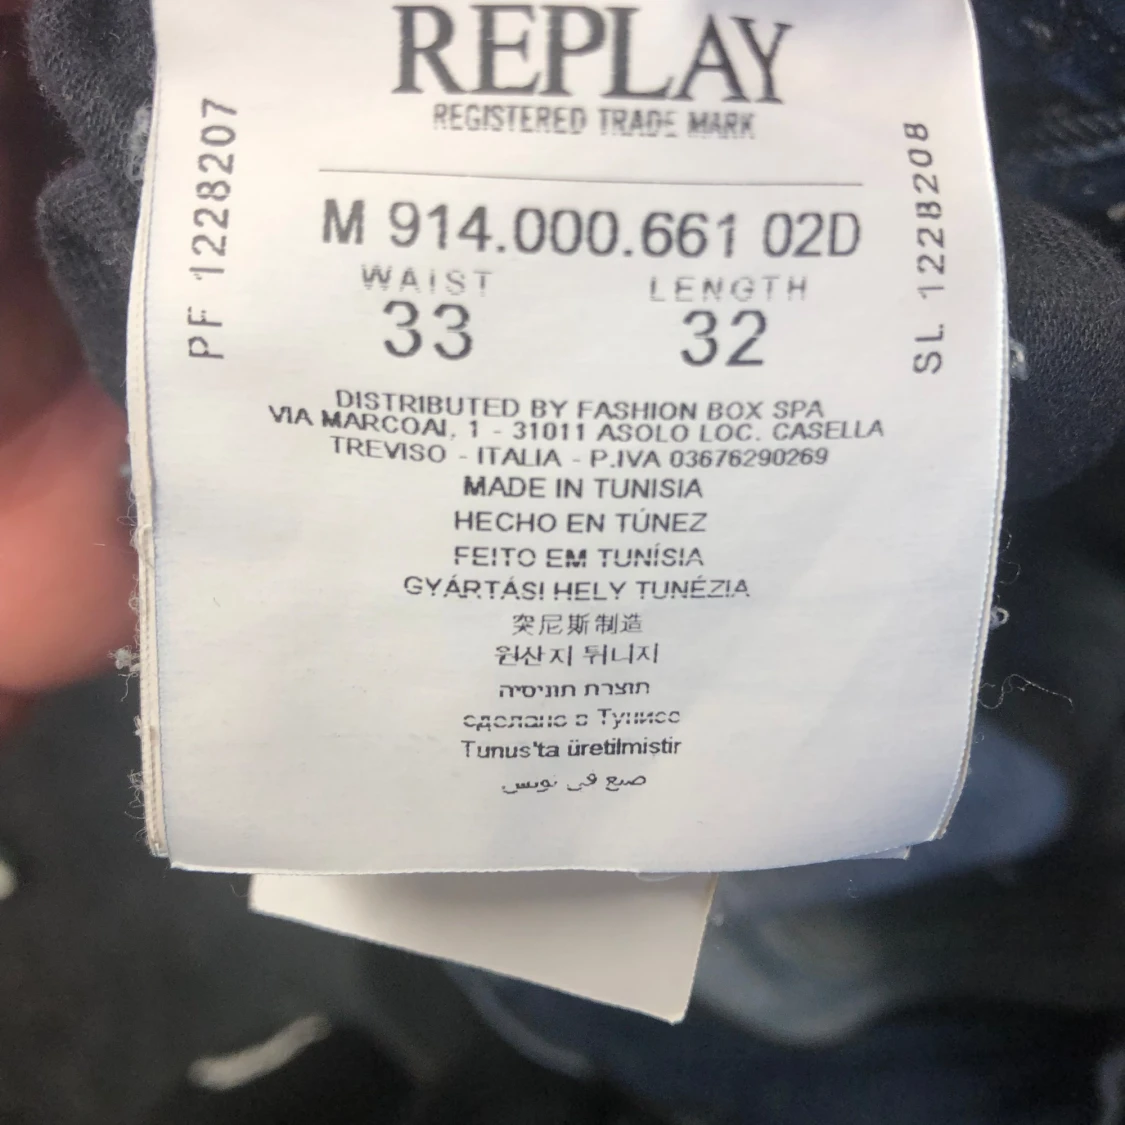 REPLAY
REGISTERED TRADE MARK
PF 1228207
SL 1228208
M 914.000.661 02D
WAIST LENGTH
33 32
DISTRIBUTED BY FASHION BOX SPA
VIA MARCOAI, 1 - 31011 ASOLO LOC. CASELLA
TREVISO - ITALIA - P.IVA 03676290269
MADE IN TUNISIA
HECHO EN TÚNEZ
FEITO EM TUNÍSIA
GYÁRTÁSI HELY TUNÉZIA
突尼斯制造
원산지 튀니지
תוצרת תוניסיה
сделано в Тунисе
Tunus'ta üretilmistir
صنع في تونس